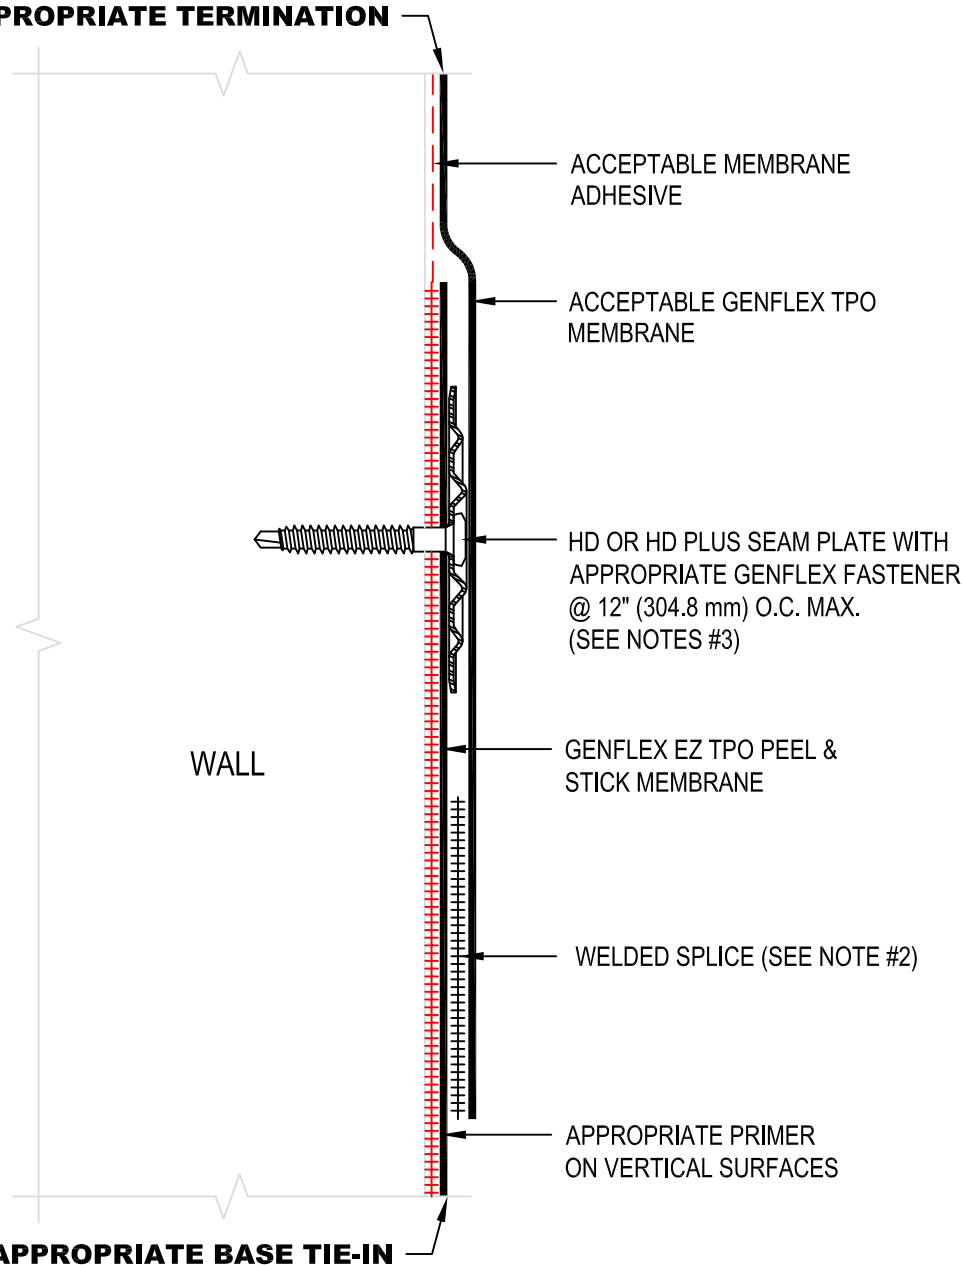 PROPRIATE TERMINATION
ACCEPTABLE MEMBRANE
ADHESIVE
ACCEPTABLE GENFLEX TPO
MEMBRANE
HD OR HD PLUS SEAM PLATE WITH
APPROPRIATE GENFLEX FASTENER
@ 12" (304.8 mm) O.C. MAX.
(SEE NOTES #3)
WALL
GENFLEX EZ TPO PEEL &
STICK MEMBRANE
WELDED SPLICE (SEE NOTE #2)
APPROPRIATE PRIMER
ON VERTICAL SURFACES
APPROPRIATE BASE TIE-IN